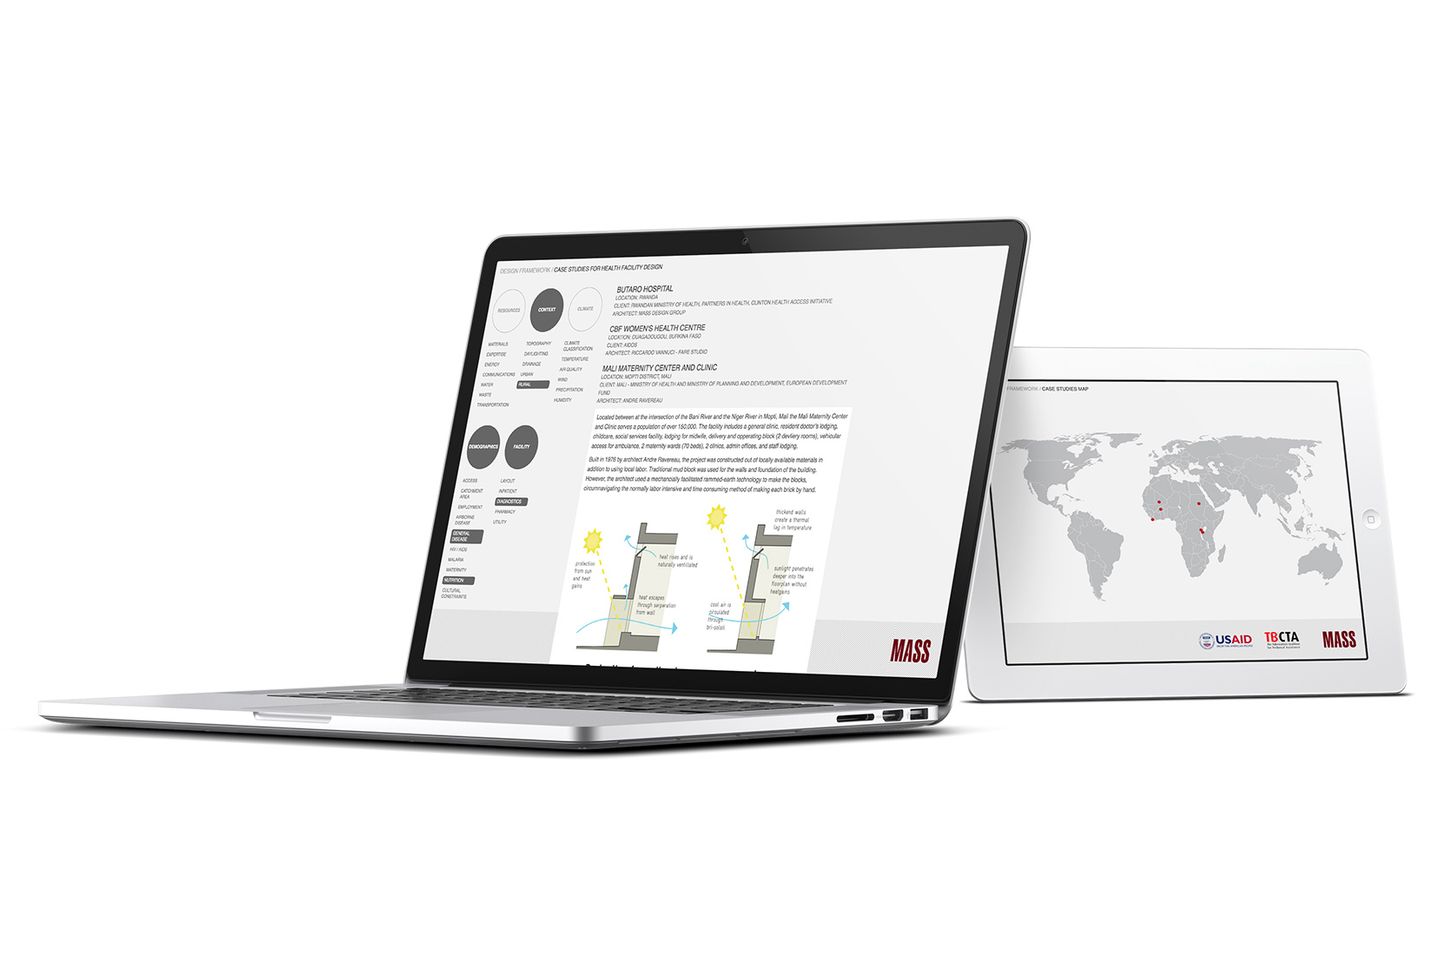 DESIGN FRAMEWORK / CASE STUDIES FOR HEALTH FACILITY DESIGN
RESOURCES
CONTEXT
CLIMATE
MATERIALS
EXPERTISE
ENERGY
COMMUNICATIONS
WATER
WASTE
TRANSPORTATION
TOPOGRAPHY
DAYLIGHTING
DRAINAGE
URBAN
RURAL
CLIMATE
CLASSIFICATION
TEMPERATURE
AIR QUALITY
WIND
PRECIPITATION
HUMIDITY
DEMOGRAPHICS
FACILITY
ACCESS
CATCHMENT
AREA
EMPLOYMENT
AIRBORNE
DISEASE
GENERAL
DISEASE
HIV / AIDS
MALARIA
MATERNITY
NUTRITION
CULTURAL
CONSTRAINTS
LAYOUT
INPATIENT
DIAGNOSTICS
PHARMACY
UTILITY
BUTARO HOSPITAL
LOCATION: RWANDA
CLIENT: RWANDAN MINISTRY OF HEALTH, PARTNERS IN HEALTH, CLINTON HEALTH ACCESS INITIATIVE
ARCHITECT: MASS DESIGN GROUP
CBF WOMEN'S HEALTH CENTRE
LOCATION: OUAGADOUGOU, BURKINA FASO
CLIENT: AIDOS
ARCHITECT: RICCARDO VANNUCI - FARE STUDIO
MALI MATERNITY CENTER AND CLINIC
LOCATION: MOPTI DISTRICT, MALI
CLIENT: MALI - MINISTRY OF HEALTH AND MINISTRY OF PLANNING AND DEVELOPMENT, EUROPEAN DEVELOPMENT
FUND
ARCHITECT: ANDRE RAVEREAU
Located between at the intersection of the Bani River and the Niger River in Mopti, Mali the Mali Maternity Center
and Clinic serves a population of over 160,000. The facility includes a general clinic, resident doctor's lodging,
childcare, social services facility, lodging for midwife, delivery and opperating block (2 devliery rooms), vehicular
access for ambulance, 2 maternity wards (70 beds), 2 clinics, admin offices, and staff lodging.
Built in 1976 by architect Andre Ravereau, the project was constructed out of locally available materials in
addition to using local labor. Traditional mud block was used for the walls and foundation of the building.
However, the architect used a mechanically facilitated rammed-earth technology to make the blocks,
circumnavigating the normally labor intensive and time consuming method of making each brick by hand.
protection
from sun
and heat
gains
heat rises and is
naturally ventilated
heat escapes
through serperation
from wall
thickend walls
create a thermal
lag in temperature
sunlight penetrates
deeper into the
floorplan without
heatgains
cool air is
circulated
through
bri-soleil
MASS
FRAMEWORK / CASE STUDIES MAP
USAID
FROM THE AMERICAN PEOPLE
TBCTA
MASS